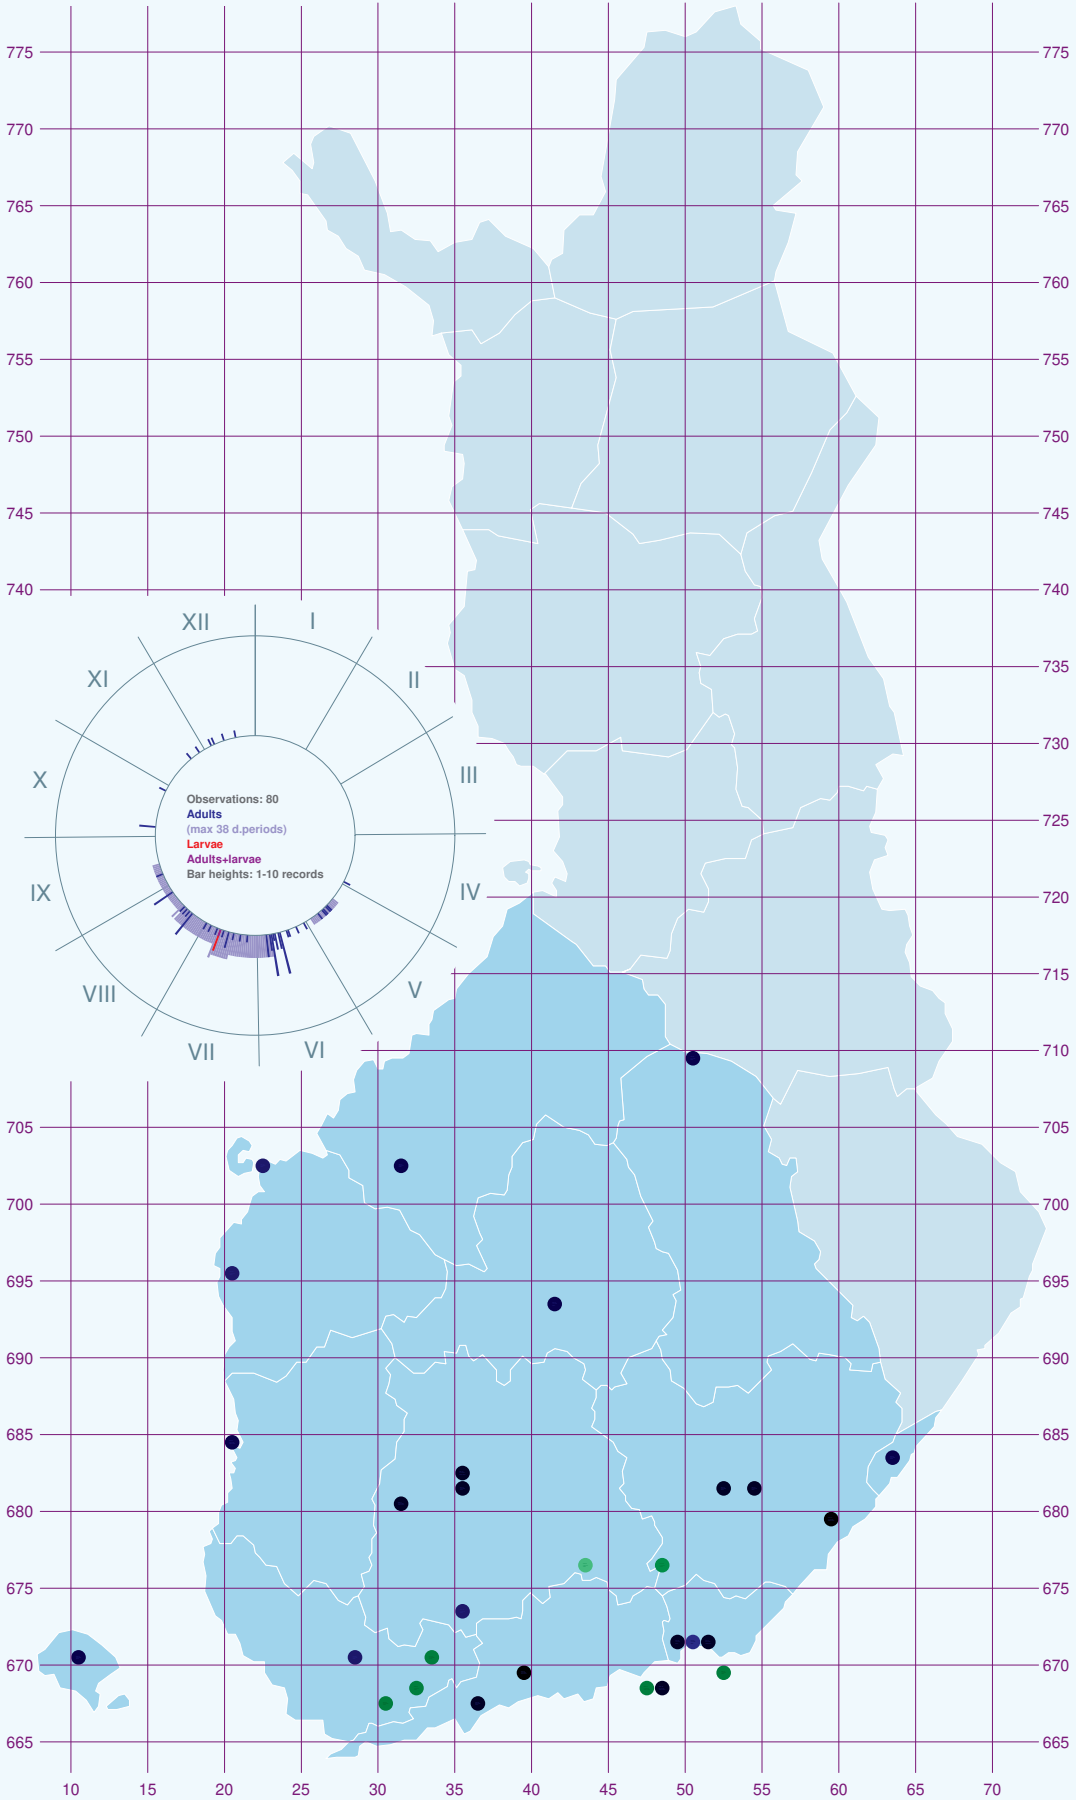 775 775
770 770
765 765
760 760
755 755
750 750
745 745
740 740
XII I
735
XI II
730
X III
Observations: 80
Adults
725
(max 38 d.periods)
Larvae
Adults+larvae
Bar heights: 1-10 records
IX IV
720
715
VIII V
VII VI
710
705 705
700 700
695 695
690 690
685 685
680 680
675 675
670 670
665 665
10 15 20 25 30 35 40 45 50 55 60 65 70